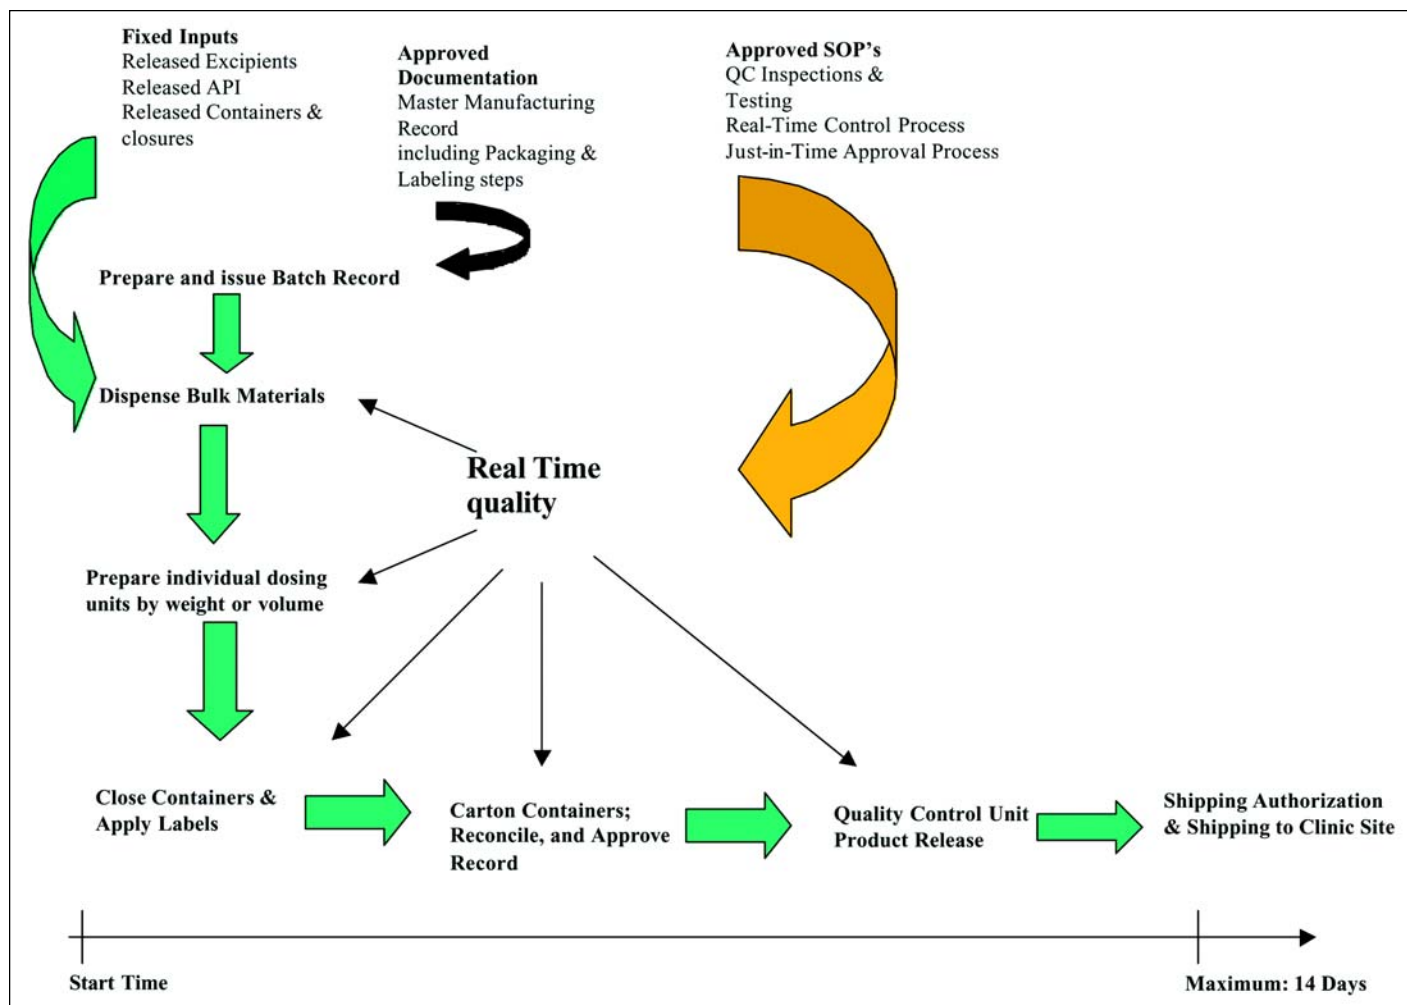 Fixed Inputs
Released Excipients
Released API
Released Containers &
closures
Approved
Documentation
Master Manufacturing
Record
including Packaging &
Labeling steps
Approved SOP's
QC Inspections &
Testing
Real-Time Control Process
Just-in-Time Approval Process
Prepare and issue Batch Record
Dispense Bulk Materials
Real Time
quality
Prepare individual dosing
units by weight or volume
Close Containers &
Apply Labels
Carton Containers;
Reconcile, and Approve
Record
Quality Control Unit
Product Release
Shipping Authorization
& Shipping to Clinic Site
Start Time
Maximum: 14 Days